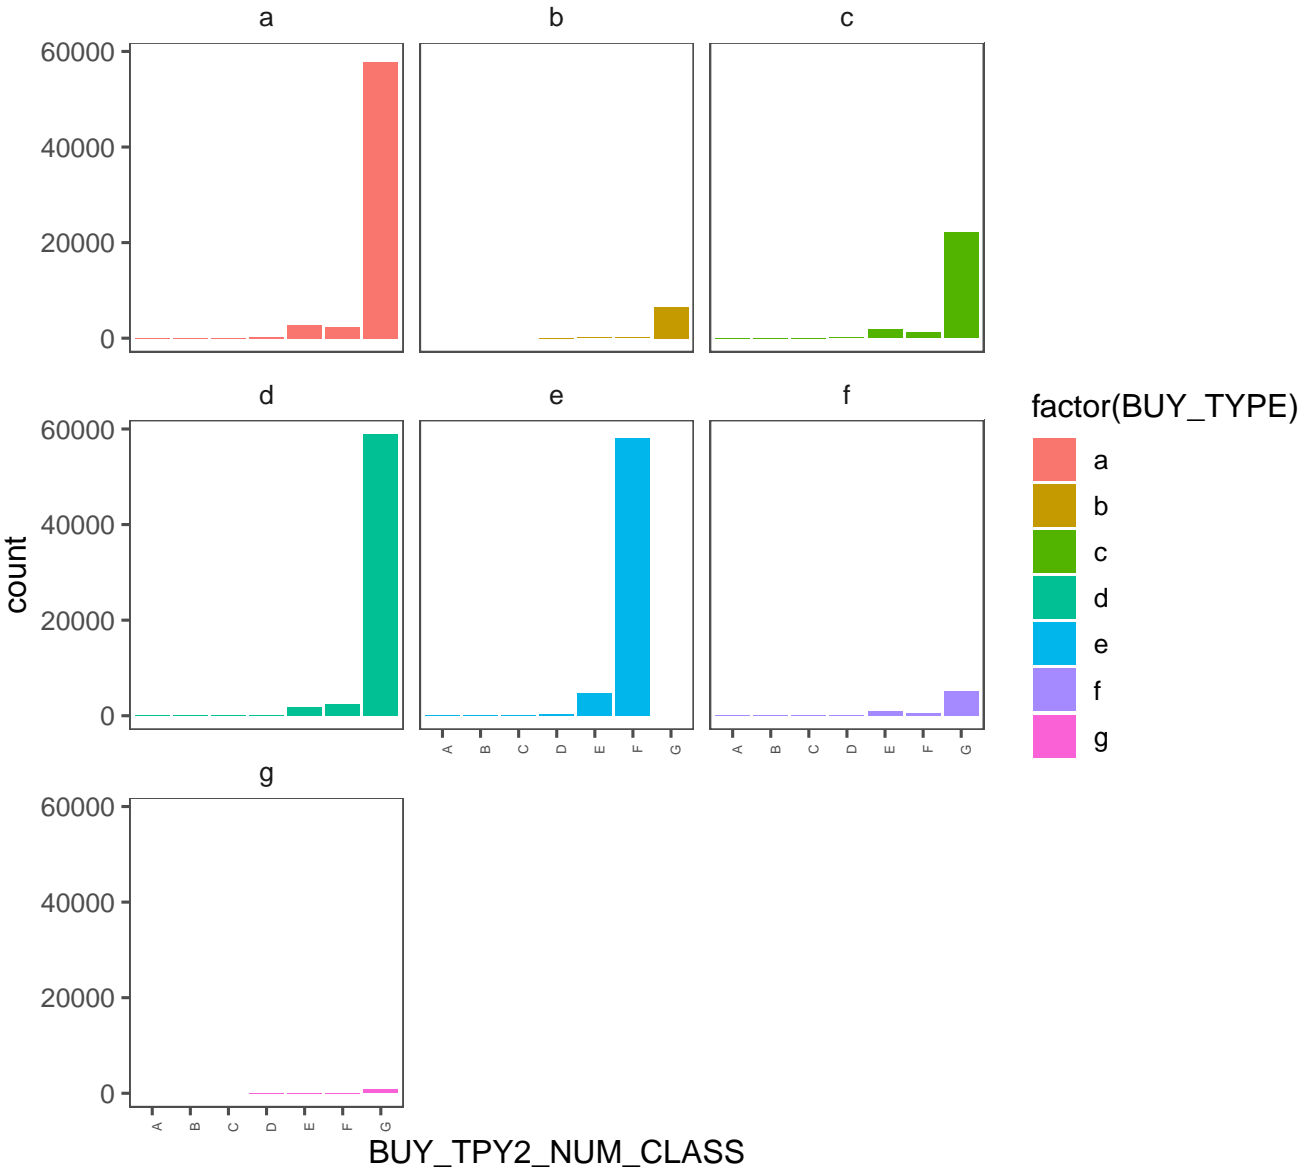 a b c
60000
40000
20000
0
d e f
60000
40000
20000
0
A B C D E F G A B C D E F G
g
60000
40000
20000
0
A B C D E F G
BUY_TPY2_NUM_CLASS
count
factor(BUY_TYPE)
a
b
c
d
e
f
g